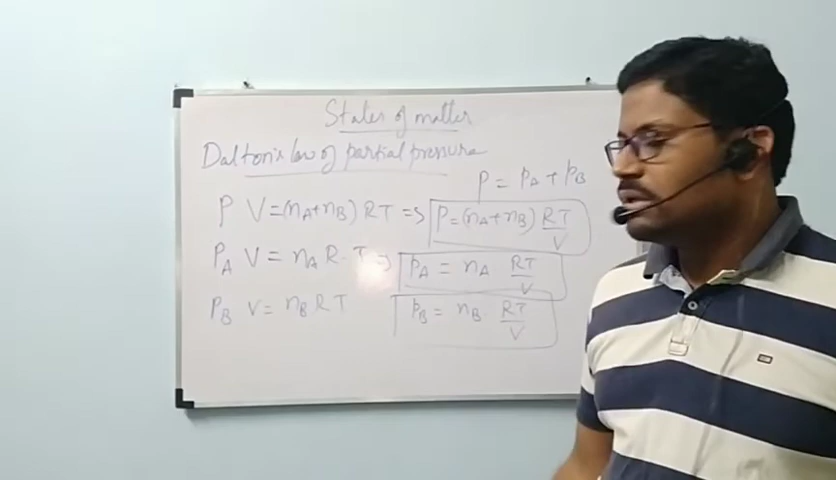 States of matter
Dalton's law of partial pressure
P = PA + PB
P V = (nA+nB) RT => P = (nA+nB) RT/V
PA V = nA R . T => PA = nA . RT/V
PB V = nB RT PB = nB . RT/V